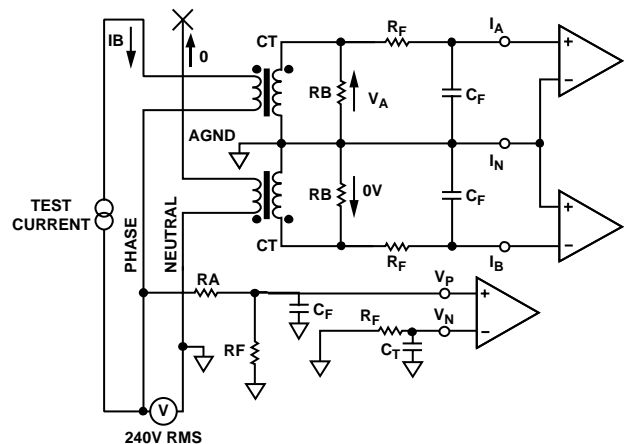 IB
0
CT
RF
IA
RB
VA
CF
+
−
AGND
IN
TEST
CURRENT
PHASE
NEUTRAL
RB
0V
CF
+
−
CT
RF
IB
RA
VP
CF
RF
VN
+
−
RF
CT
V
240V RMS